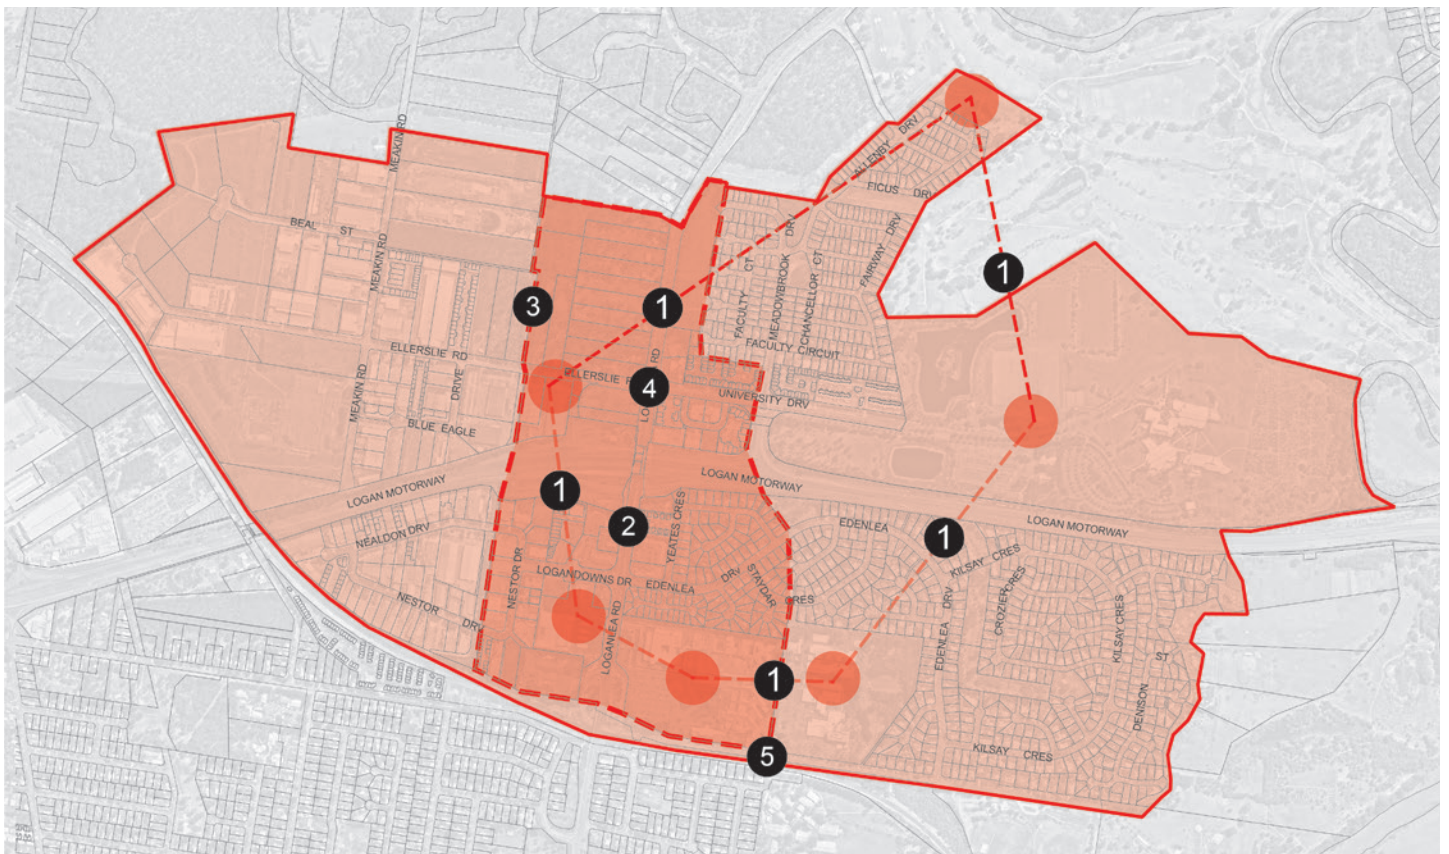 MEAKIN RD
ALLENBY DRV
FICUS DRV
BEAL ST
MEAKIN RD
FACULTY CT
MEADOWBROOK DRV
CHANCELLOR CT
FAIRWAY DRV
1
3
1
FACULTY CIRCUIT
ELLERSLIE RD
ELLERSLIE
RD
4
MEAKIN RD
DRIVE
UNIVERSITY DRV
BLUE EAGLE
LOGAN MOTORWAY
LOGAN MOTORWAY
1
2
YEATES CRES
EDENLEA
1
LOGAN MOTORWAY
NEALDON DRV
KILSAY CRES
NESTOR DR
LOGANDOWNS DR
EDENLEA DRV
STAYDAR CRES
CROZIER CRES
NESTOR DRV
LOGANLEA RD
EDENLEA DRV
KILSAY CRES
ST
DENISON
1
KILSAY CRES
5